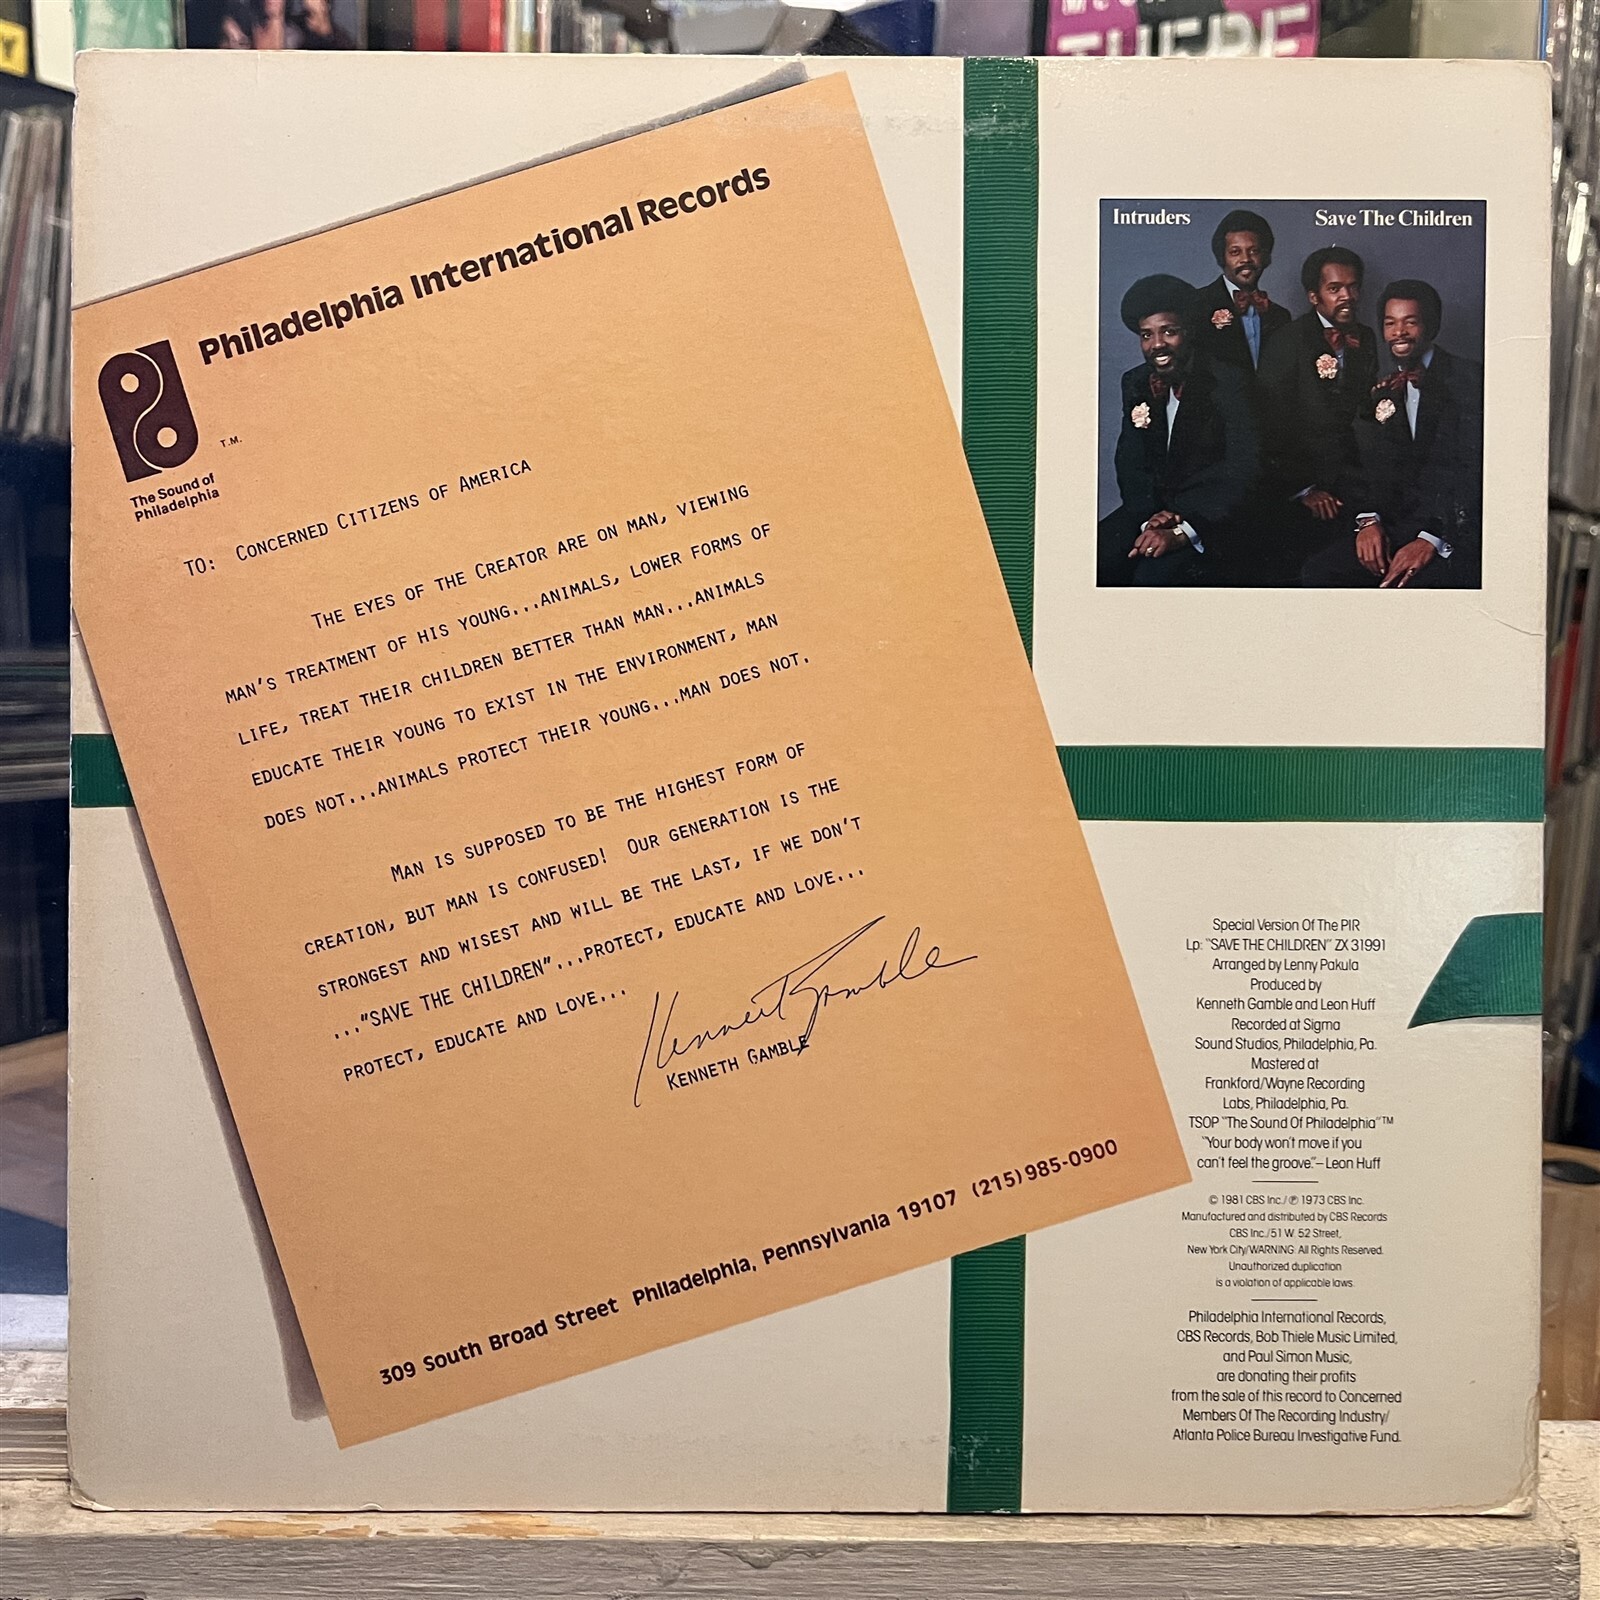 Philadelphia International Records
T.M.
The Sound of
Philadelphia
TO: CONCERNED CITIZENS OF AMERICA
THE EYES OF THE CREATOR ARE ON MAN, VIEWING
MAN'S TREATMENT OF HIS YOUNG...ANIMALS, LOWER FORMS OF
LIFE, TREAT THEIR CHILDREN BETTER THAN MAN...ANIMALS
EDUCATE THEIR YOUNG TO EXIST IN THE ENVIRONMENT, MAN
DOES NOT...ANIMALS PROTECT THEIR YOUNG...MAN DOES NOT.
MAN IS SUPPOSED TO BE THE HIGHEST FORM OF
CREATION, BUT MAN IS CONFUSED! OUR GENERATION IS THE
STRONGEST AND WISEST AND WILL BE THE LAST, IF WE DON'T
..."SAVE THE CHILDREN"...PROTECT, EDUCATE AND LOVE...
PROTECT, EDUCATE AND LOVE...
Kenneth Gamble
KENNETH GAMBLE
309 South Broad Street Philadelphia, Pennsylvania 19107 (215) 985-0900
Intruders Save The Children
Special Version Of The PIR
Lp: "SAVE THE CHILDREN" ZX 31991
Arranged by Lenny Pakula
Produced by
Kenneth Gamble and Leon Huff
Recorded at Sigma
Sound Studios, Philadelphia, Pa.
Mastered at
Frankford/Wayne Recording
Labs, Philadelphia, Pa.
TSOP "The Sound Of Philadelphia"™
"Your body won't move if you
can't feel the groove."—Leon Huff
© 1981 CBS Inc./℗ 1973 CBS Inc.
Manufactured and distributed by CBS Records
CBS Inc./51 W. 52 Street,
New York City/WARNING: All Rights Reserved.
Unauthorized duplication
is a violation of applicable laws.
Philadelphia International Records,
CBS Records, Bob Thiele Music Limited,
and Paul Simon Music,
are donating their profits
from the sale of this record to Concerned
Members Of The Recording Industry/
Atlanta Police Bureau Investigative Fund.